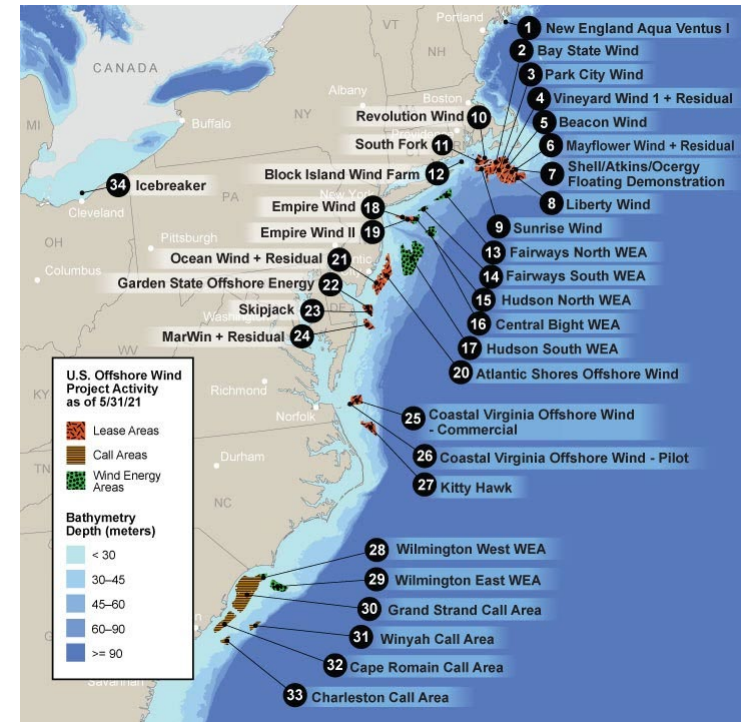 Portland
VT
NH
CANADA
MI
Albany
Boston
NY
Buffalo
1 New England Aqua Ventus I
2 Bay State Wind
3 Park City Wind
4 Vineyard Wind 1 + Residual
5 Beacon Wind
6 Mayflower Wind + Residual
7 Shell/Atkins/Ocergy
Floating Demonstration
8 Liberty Wind
9 Sunrise Wind
Revolution Wind 10
South Fork 11
Block Island Wind Farm 12
13 Fairways North WEA
14 Fairways South WEA
15 Hudson North WEA
16 Central Bight WEA
17 Hudson South WEA
Empire Wind 18
Empire Wind II 19
20 Atlantic Shores Offshore Wind
Ocean Wind + Residual 21
Garden State Offshore Energy 22
Skipjack 23
MarWin + Residual 24
34 Icebreaker
Cleveland
PA
OH
Pittsburgh
Columbus
WV
KY
Richmond
Norfolk
TN
Durham
NC
25 Coastal Virginia Offshore Wind
- Commercial
26 Coastal Virginia Offshore Wind - Pilot
27 Kitty Hawk
28 Wilmington West WEA
29 Wilmington East WEA
30 Grand Strand Call Area
31 Winyah Call Area
32 Cape Romain Call Area
33 Charleston Call Area
U.S. Offshore Wind
Project Activity
as of 5/31/21
Lease Areas
Call Areas
Wind Energy
Areas
Bathymetry
Depth (meters)
< 30
30–45
45–60
60–90
>= 90
Savannah